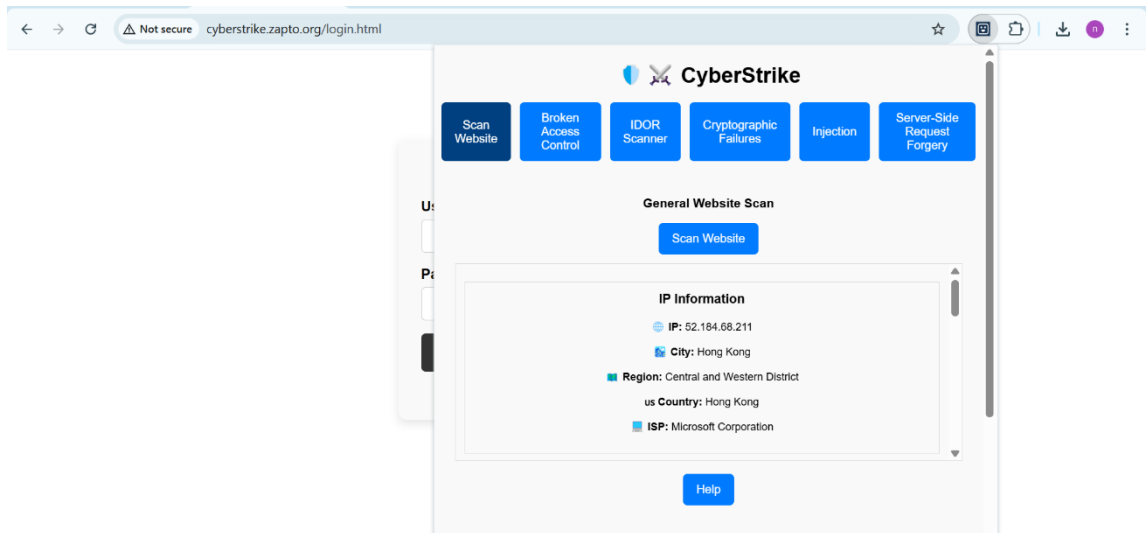 Not secure cyberstrike.zapto.org/login.html
n
CyberStrike
Scan
Website
Broken
Access
Control
IDOR
Scanner
Cryptographic
Failures
Injection
Server-Side
Request
Forgery
Us
Pa
General Website Scan
Scan Website
IP Information
IP: 52.184.68.211
City: Hong Kong
Region: Central and Western District
us Country: Hong Kong
ISP: Microsoft Corporation
Help